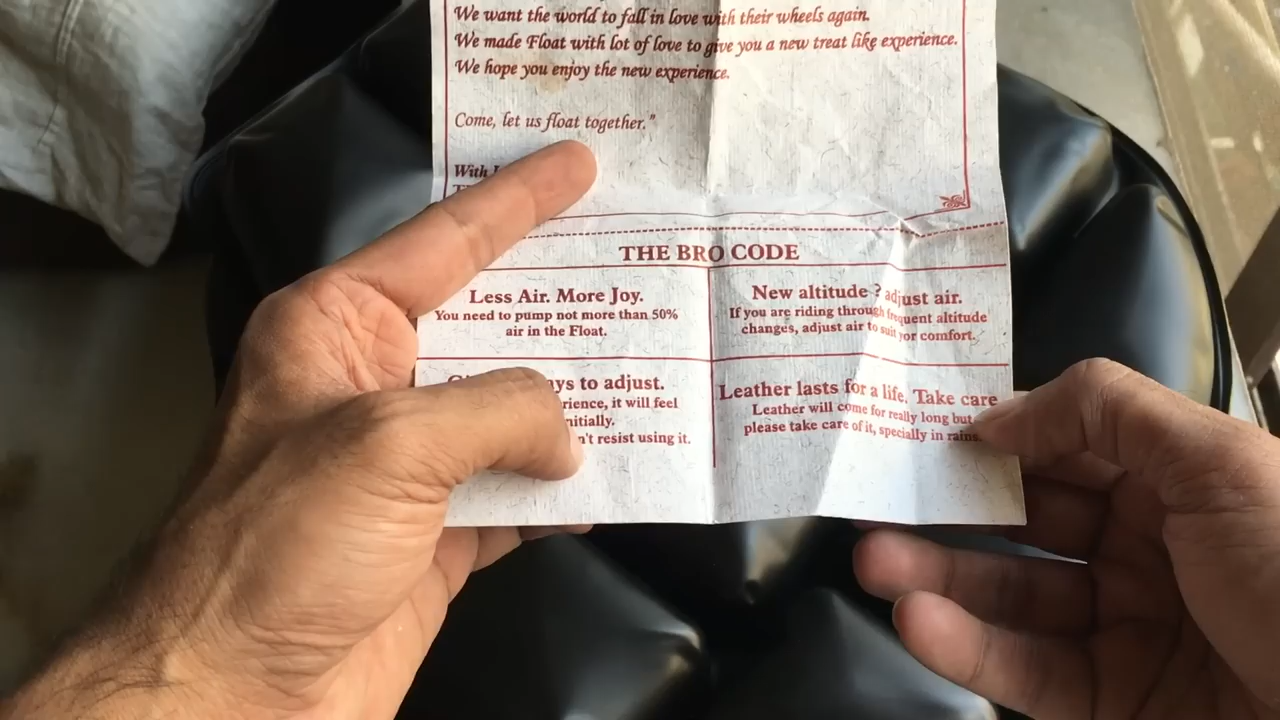 We want the world to fall in love with their wheels again.
We made Float with lot of love to give you a new treat like experience.
We hope you enjoy the new experience.
Come, let us float together."
With
THE BRO CODE
Less Air. More Joy.
You need to pump not more than 50%
air in the Float.
New altitude ? adjust air.
If you are riding through frequent altitude
changes, adjust air to suit yor comfort.
to adjust.
it will feel
resist using it.
Leather lasts for a life. Take care
Leather will come for really long but
please take care of it, specially in rains